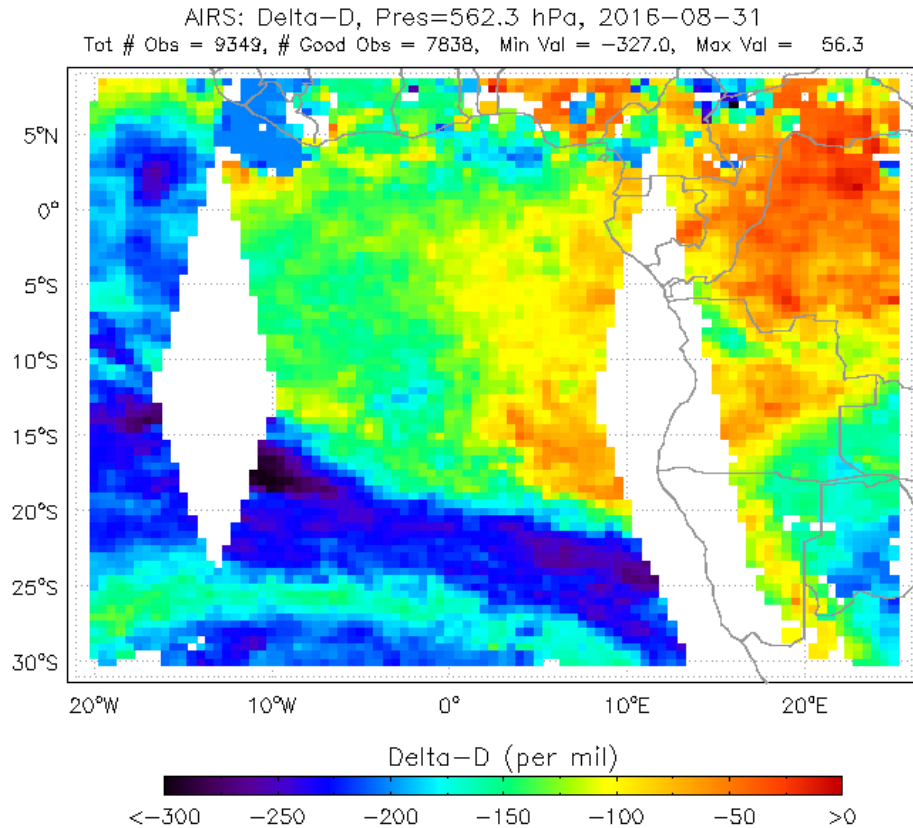 AIRS: Delta-D, Pres=562.3 hPa, 2016-08-31
Tot # Obs = 9349, # Good Obs = 7838, Min Val = -327.0, Max Val = 56.3
5°N
0°
5°S
10°S
15°S
20°S
25°S
30°S
20°W 10°W 0° 10°E 20°E
Delta-D (per mil)
<-300 -250 -200 -150 -100 -50 >0